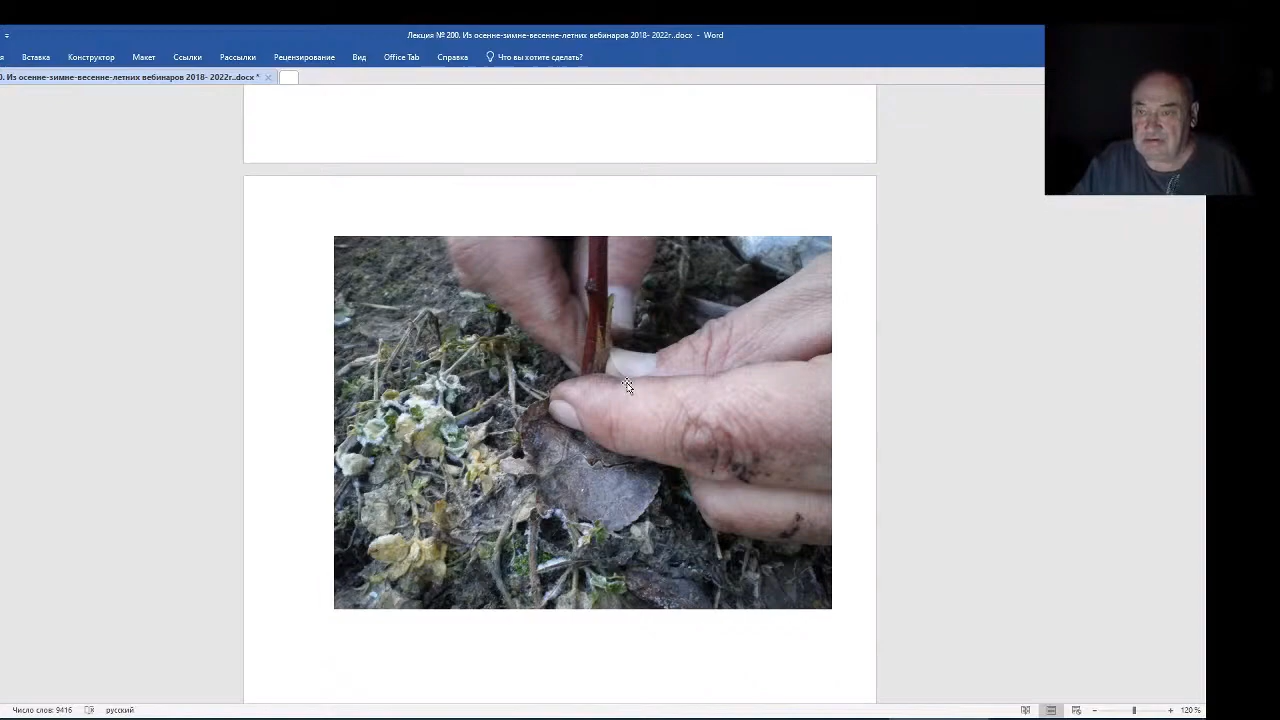 Лекция № 200. Из осенне-зимне-весенне-летних вебинаров 2018- 2022г..docx - Word
Вставка Конструктор Макет Ссылки Рассылки Рецензирование Вид Office Tab Справка Что вы хотите сделать?
0. Из осенне-зимне-весенне-летних вебинаров 2018- 2022г..docx *
Число слов: 9416 русский 120 %